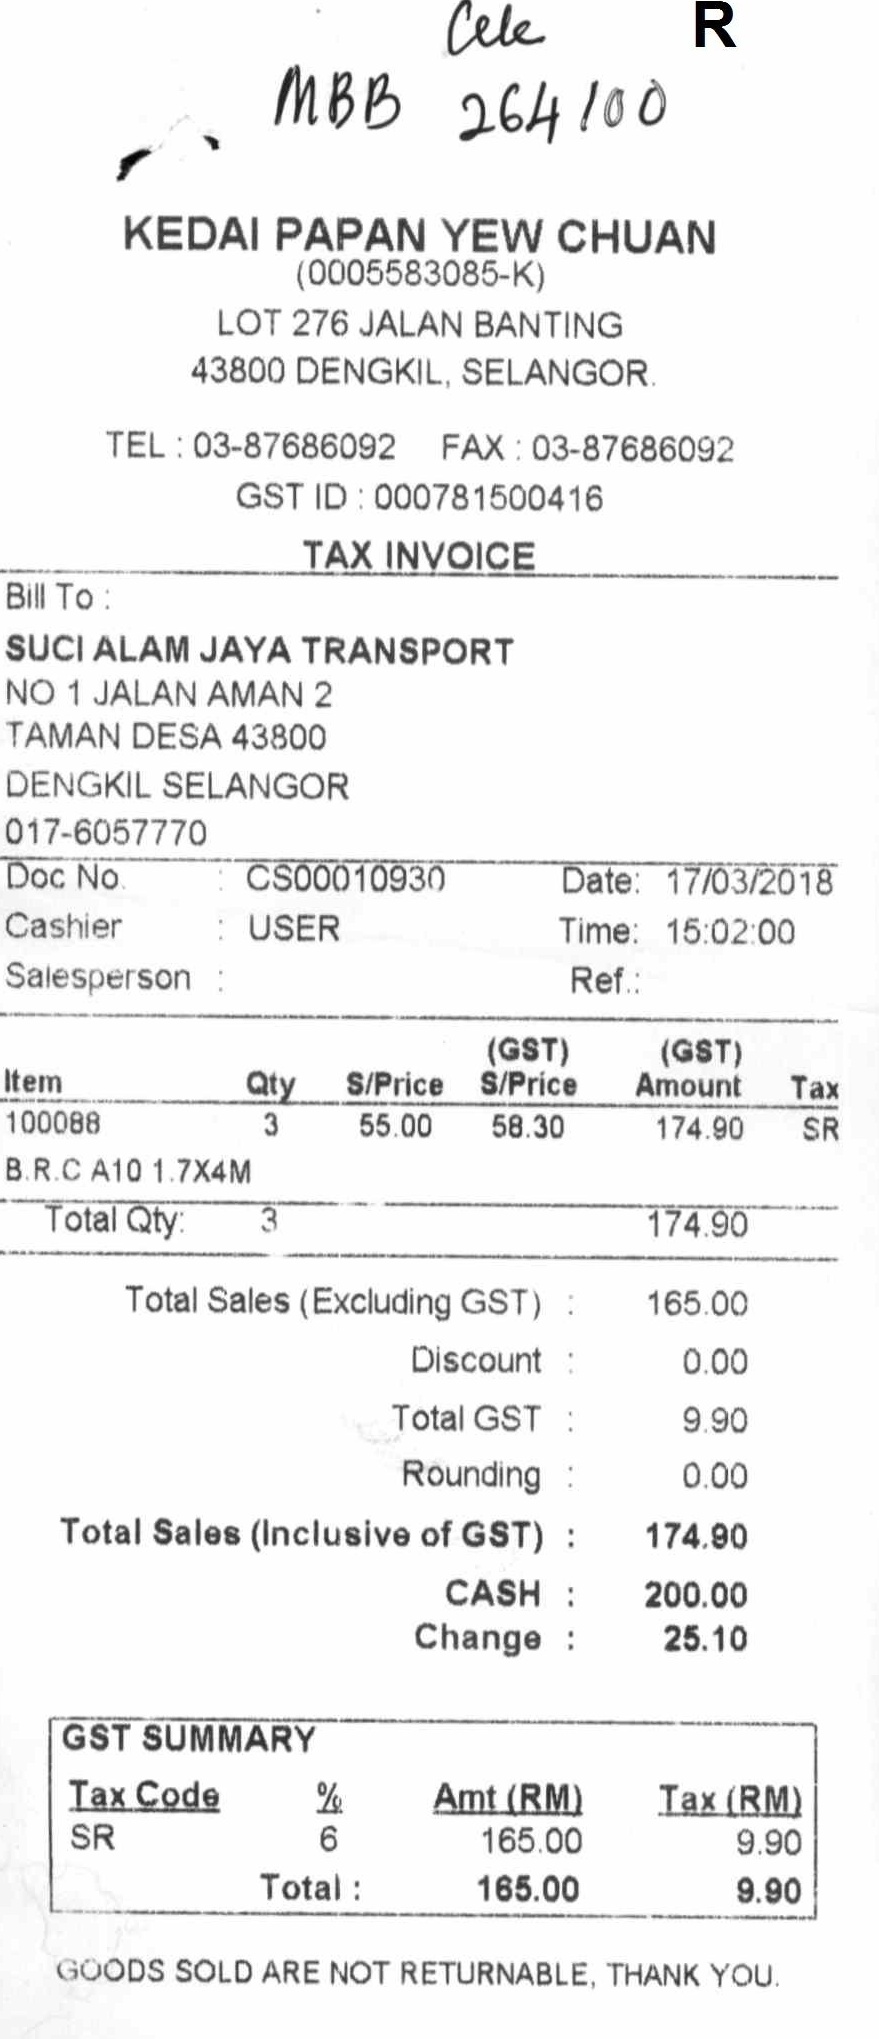 Cele R
MBB 264100
KEDAI PAPAN YEW CHUAN
(0005583085-K)
LOT 276 JALAN BANTING
43800 DENGKIL, SELANGOR.
TEL : 03-87686092 FAX : 03-87686092
GST ID : 000781500416
TAX INVOICE
Bill To :
SUCI ALAM JAYA TRANSPORT
NO 1 JALAN AMAN 2
TAMAN DESA 43800
DENGKIL SELANGOR
017-6057770
Doc No. : CS00010930 Date: 17/03/2018
Cashier : USER Time: 15:02:00
Salesperson : Ref.:
(GST) (GST)
Item Qty S/Price S/Price Amount Tax
100088 3 55.00 58.30 174.90 SR
B.R.C A10 1.7X4M
Total Qty: 3 174.90
Total Sales (Excluding GST) : 165.00
Discount : 0.00
Total GST : 9.90
Rounding : 0.00
Total Sales (Inclusive of GST) : 174.90
CASH : 200.00
Change : 25.10
GST SUMMARY
Tax Code % Amt (RM) Tax (RM)
SR 6 165.00 9.90
Total : 165.00 9.90
GOODS SOLD ARE NOT RETURNABLE, THANK YOU.